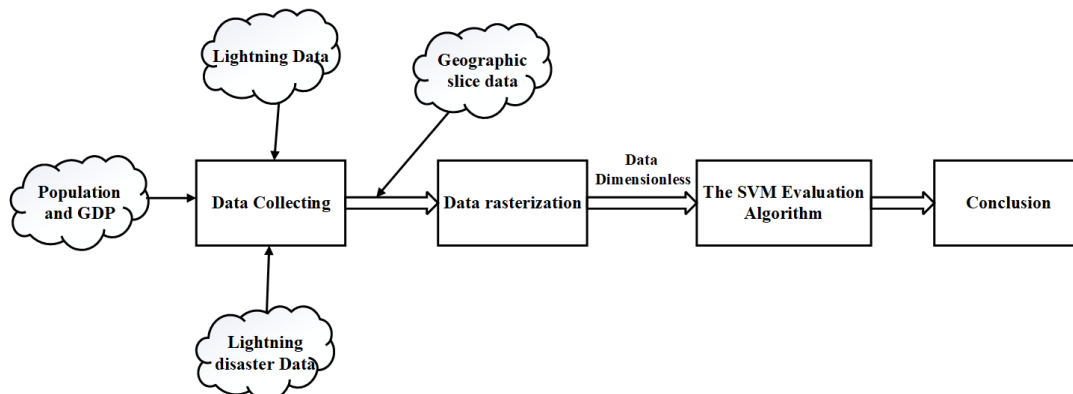 Lightning Data
Geographic
slice data
Population
and GDP
Data Collecting
Data rasterization
Data
Dimensionless
The SVM Evaluation
Algorithm
Conclusion
Lightning
disaster Data